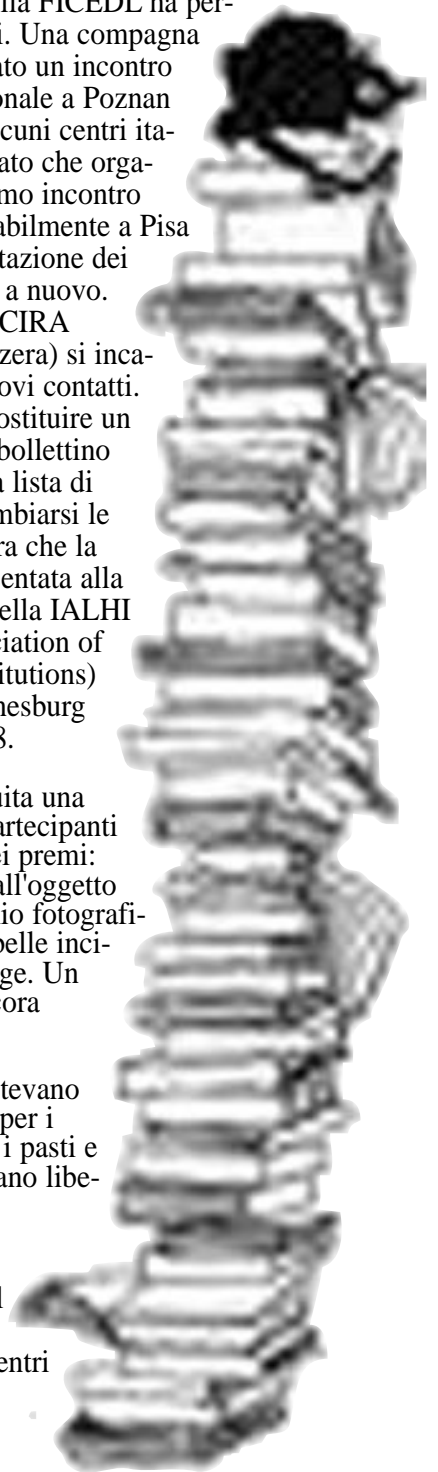 lla FICEDL ha per-
i. Una compagna
ato un incontro
onale a Poznan
cuni centri ita-
ato che orga-
mo incontro
abilmente a Pisa
tazione dei
a nuovo.
CIRA
zera) si inca-
ovi contatti.
ostituire un
bollettino
a lista di
mbiarsi le
ra che la
entata alla
ella IALHI
ciation of
itutions)
nesburg
8.
uita una
artecipanti
ei premi:
all'oggetto
io fotografi-
belle inci-
ge. Un
cora
tevano
per i
i pasti e
ano libe-
l
entri